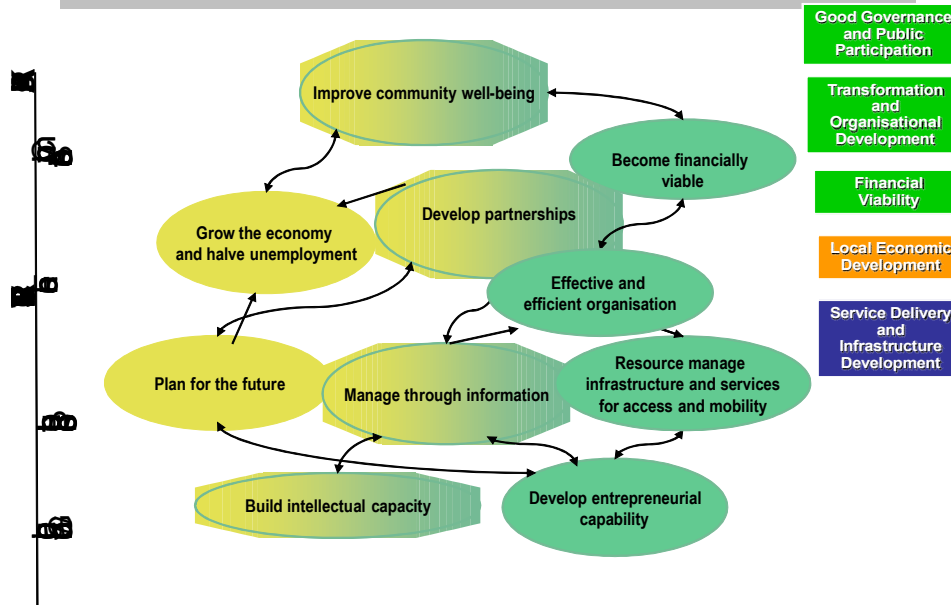 Good Governance
and Public
Participation
Improve community well-being
Transformation
and
Organisational
Development
Become financially
viable
Financial
Viability
Develop partnerships
Grow the economy
and halve unemployment
Local Economic
Development
Effective and
efficient organisation
Service Delivery
and
Infrastructure
Development
Plan for the future
Manage through information
Resource manage
infrastructure and services
for access and mobility
Build intellectual capacity
Develop entrepreneurial
capability